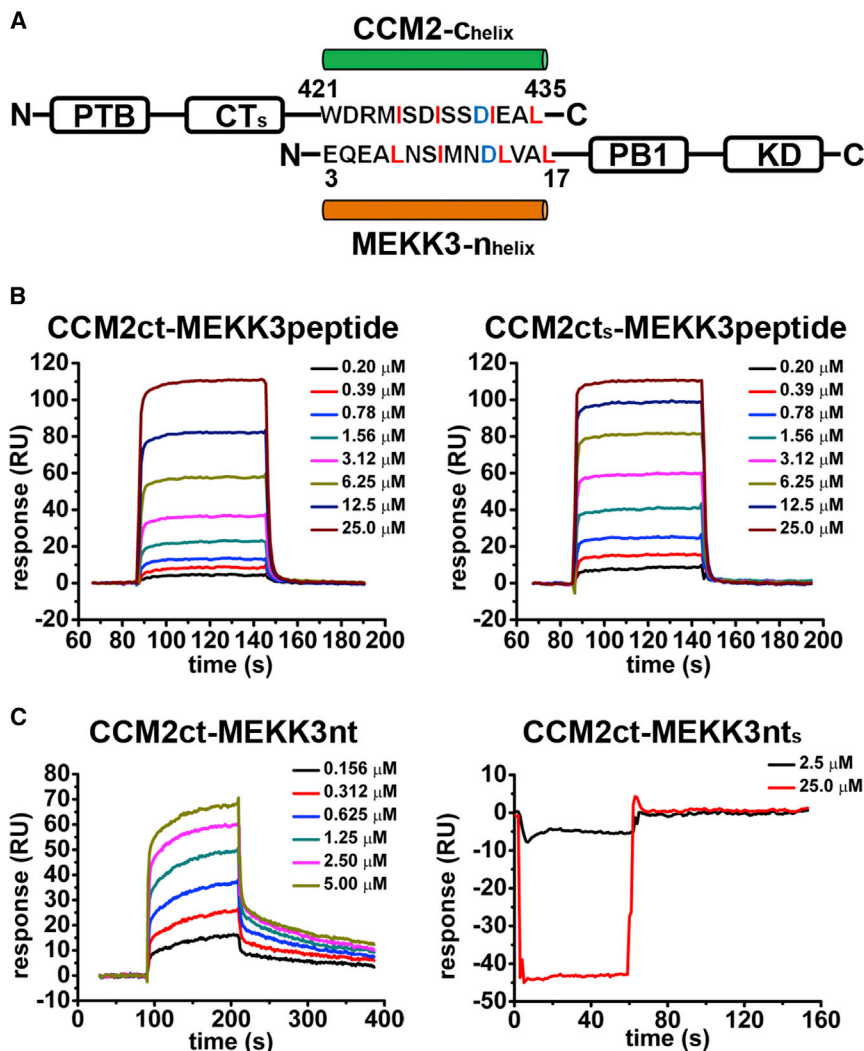 A
CCM2-Chelix
421 435
N PTB CTs WDRMISDISSDIEAL C
N EQEALNSIMNDLVAL PB1 KD C
3 17
MEKK3-nhelix
B
CCM2ct-MEKK3peptide
120
100
80
60
40
20
0
-20
response (RU)
60 80 100 120 140 160 180 200
time (s)
0.20 μM
0.39 μM
0.78 μM
1.56 μM
3.12 μM
6.25 μM
12.5 μM
25.0 μM
CCM2cts-MEKK3peptide
120
100
80
60
40
20
0
-20
response (RU)
60 80 100 120 140 160 180 200
time (s)
0.20 μM
0.39 μM
0.78 μM
1.56 μM
3.12 μM
6.25 μM
12.5 μM
25.0 μM
C
CCM2ct-MEKK3nt
80
70
60
50
40
30
20
10
0
-10
response (RU)
0 100 200 300 400
time (s)
0.156 μM
0.312 μM
0.625 μM
1.25 μM
2.50 μM
5.00 μM
CCM2ct-MEKK3nts
10
0
-10
-20
-30
-40
-50
response (RU)
0 40 80 120 160
time (s)
2.5 μM
25.0 μM